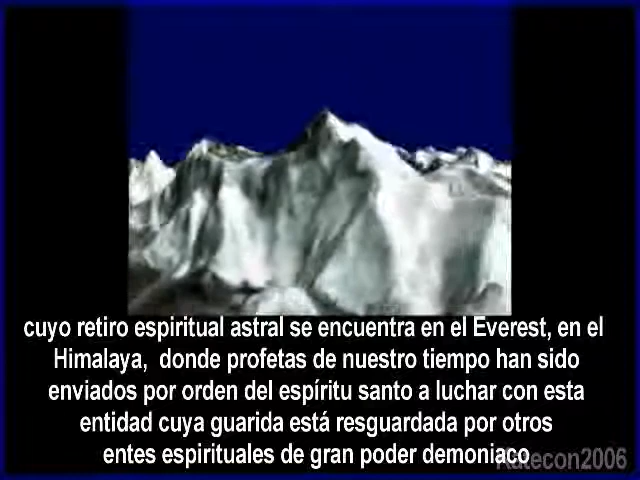 cuyo retiro espiritual astral se encuentra en el Everest, en el
Himalaya, donde profetas de nuestro tiempo han sido
enviados por orden del espíritu santo a luchar con esta
entidad cuya guarida está resguardada por otros
entes espirituales de gran poder demoniaco
Katecon2006